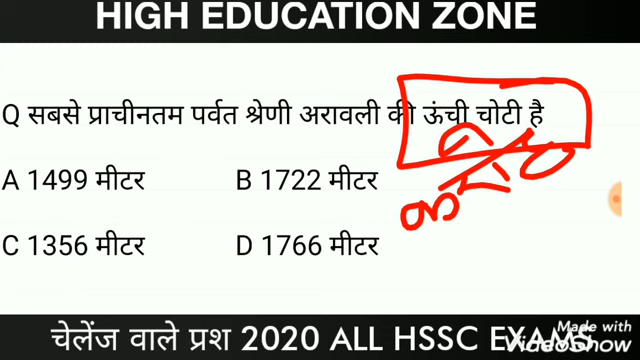 HIGH EDUCATION ZONE
Q सबसे प्राचीनतम पर्वत श्रेणी अरावली की ऊंची चोटी है
A 1499 मीटर B 1722 मीटर
C 1356 मीटर D 1766 मीटर
चेलेंज वाले प्रश 2020 ALL HSSC EXAMS
Made with
VideoShow